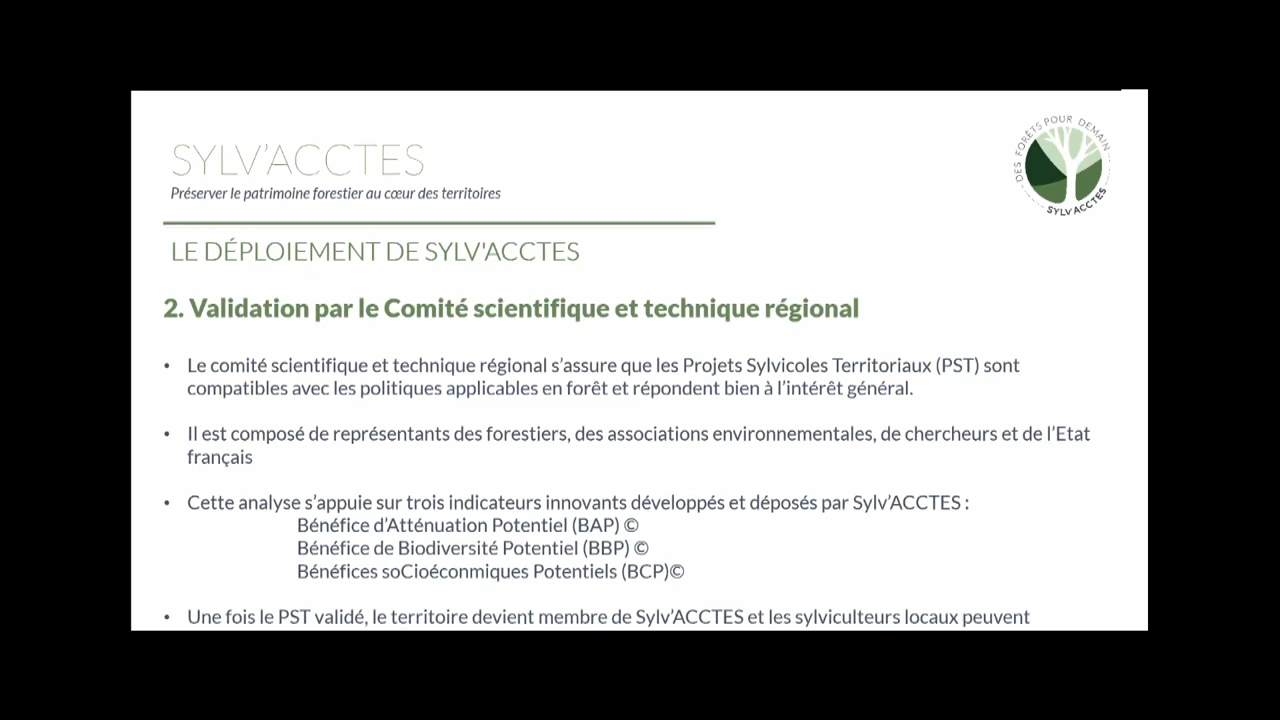 SYLV'ACCTES
Préserver le patrimoine forestier au cœur des territoires
DES FORÊTS POUR DEMAIN
SYLV'ACCTES
LE DÉPLOIEMENT DE SYLV'ACCTES
2. Validation par le Comité scientifique et technique régional
• Le comité scientifique et technique régional s'assure que les Projets Sylvicoles Territoriaux (PST) sont
compatibles avec les politiques applicables en forêt et répondent bien à l'intérêt général.
• Il est composé de représentants des forestiers, des associations environnementales, de chercheurs et de l'Etat
français
• Cette analyse s'appuie sur trois indicateurs innovants développés et déposés par Sylv'ACCTES :
Bénéfice d'Atténuation Potentiel (BAP) ©
Bénéfice de Biodiversité Potentiel (BBP) ©
Bénéfices soCioéconmiques Potentiels (BCP)©
• Une fois le PST validé, le territoire devient membre de Sylv'ACCTES et les sylviculteurs locaux peuvent